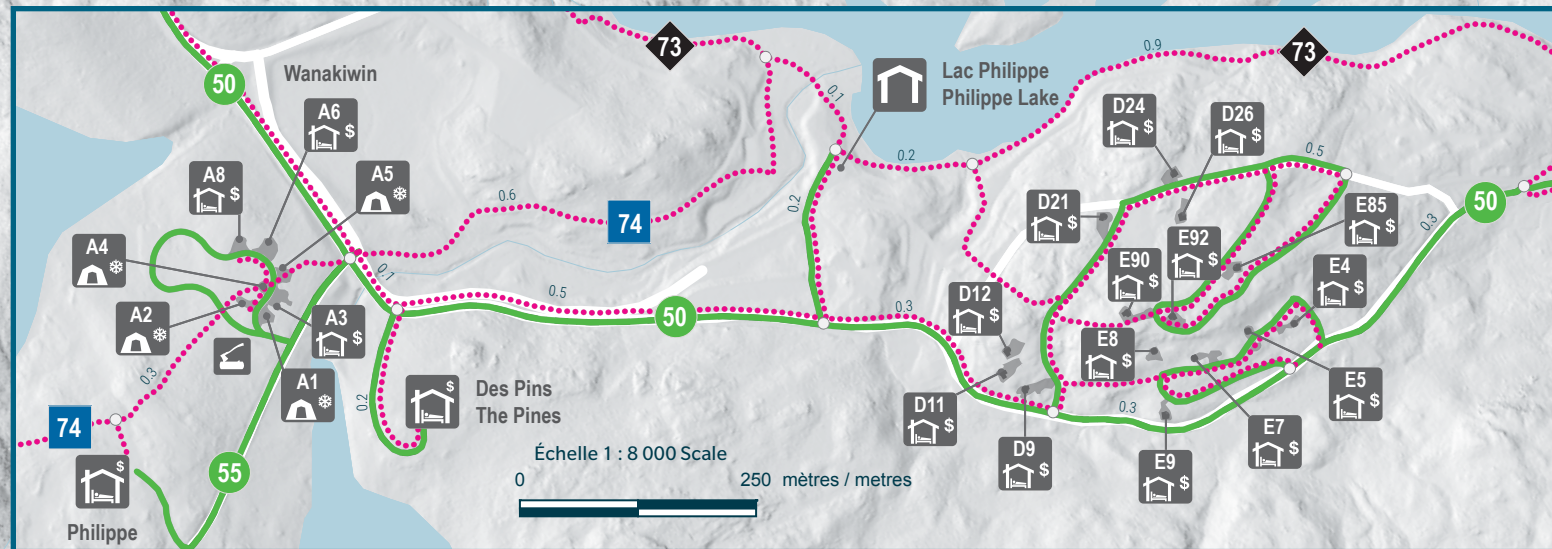 73
73
50
Wanakiwin
Lac Philippe
Philippe Lake
0.9
0.1
A6
$
D24
$
D26
$
A8
$
A5
0.2
0.5
0.6
74
0.2
D21
$
E92
$
E85
$
50
0.3
A4
0.1
E90
$
E4
$
A2
A3
$
0.5
50
0.3
D12
$
E8
$
0.3
A1
0.2
$
Des Pins
The Pines
D11
$
D9
$
0.3
E9
$
E7
$
E5
$
74
55
$
Philippe
Échelle 1 : 8 000 Scale
0
250 mètres / metres